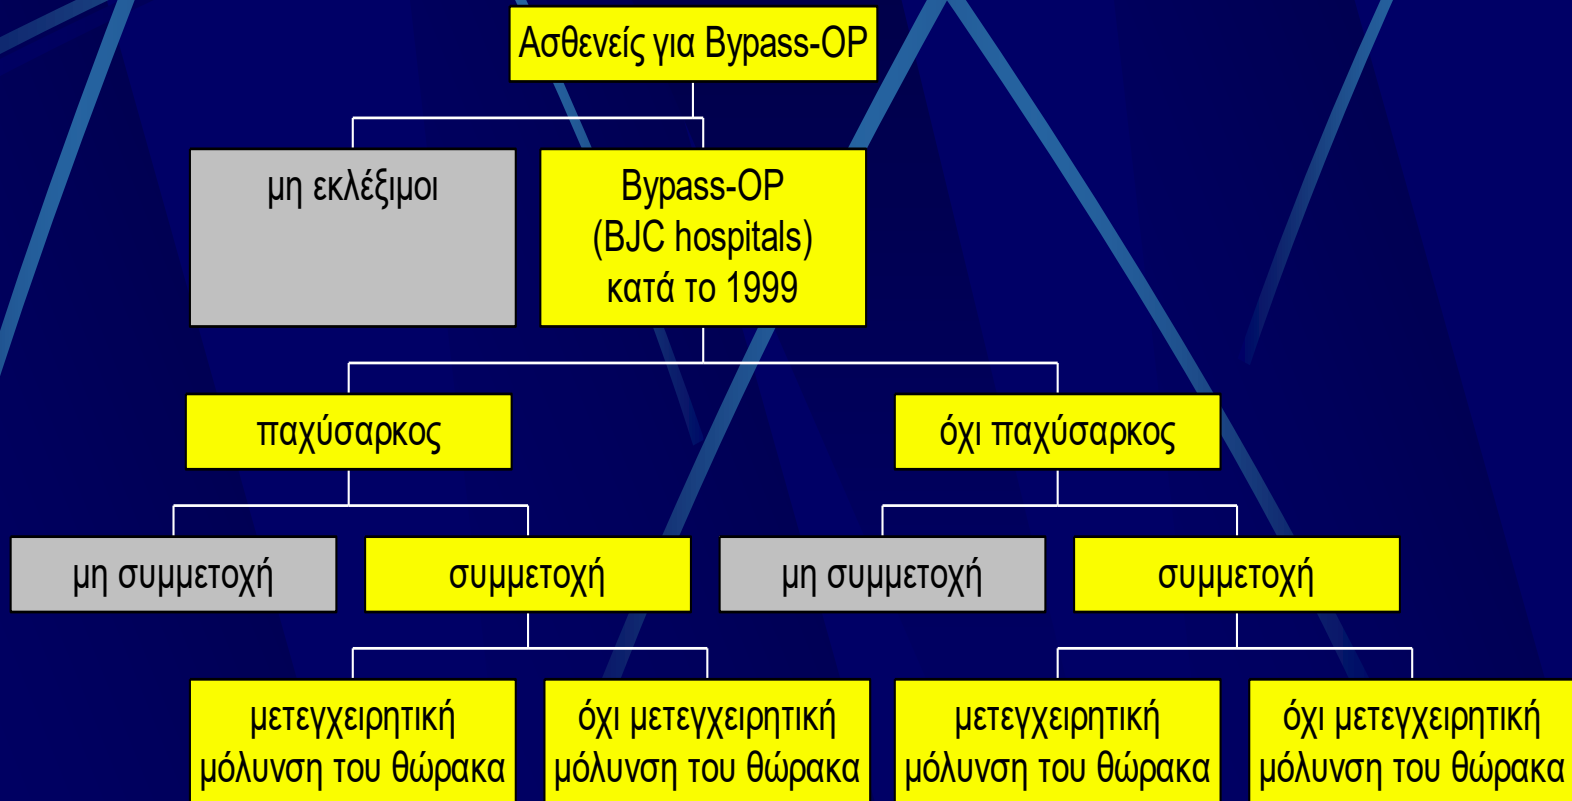 Ασθενείς για Bypass-OP
μη εκλέξιμοι
Bypass-OP
(BJC hospitals)
κατά το 1999
παχύσαρκος
όχι παχύσαρκος
μη συμμετοχή
συμμετοχή
μη συμμετοχή
συμμετοχή
μετεγχειρητική
μόλυνση του θώρακα
όχι μετεγχειρητική
μόλυνση του θώρακα
μετεγχειρητική
μόλυνση του θώρακα
όχι μετεγχειρητική
μόλυνση του θώρακα